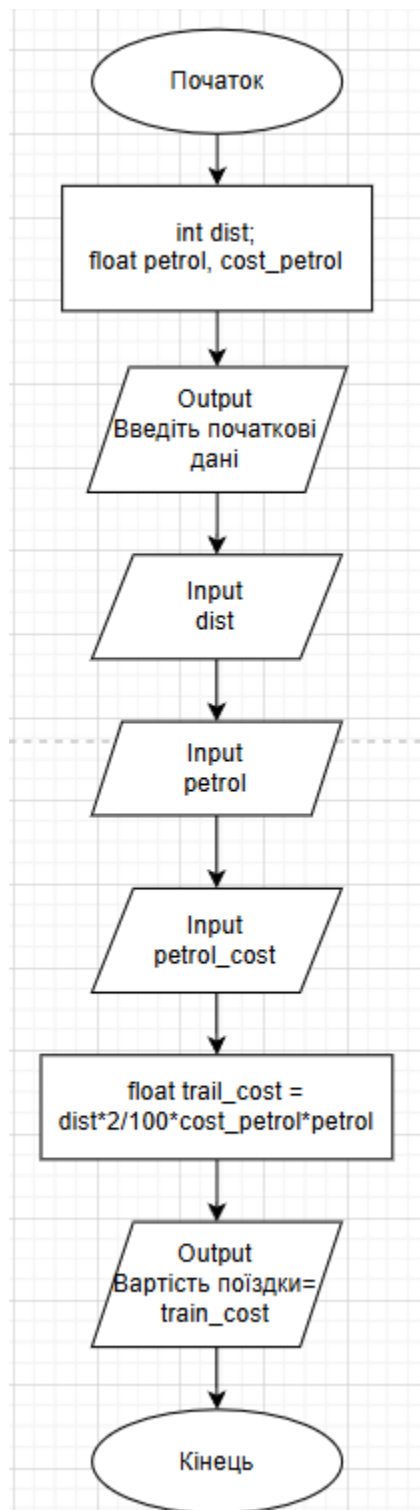 Початок
int dist;
float petrol, cost_petrol
Output
Введіть початкові
дані
Input
dist
Input
petrol
Input
petrol_cost
float trail_cost =
dist*2/100*cost_petrol*petrol
Output
Вартість поїздки=
train_cost
Кінець